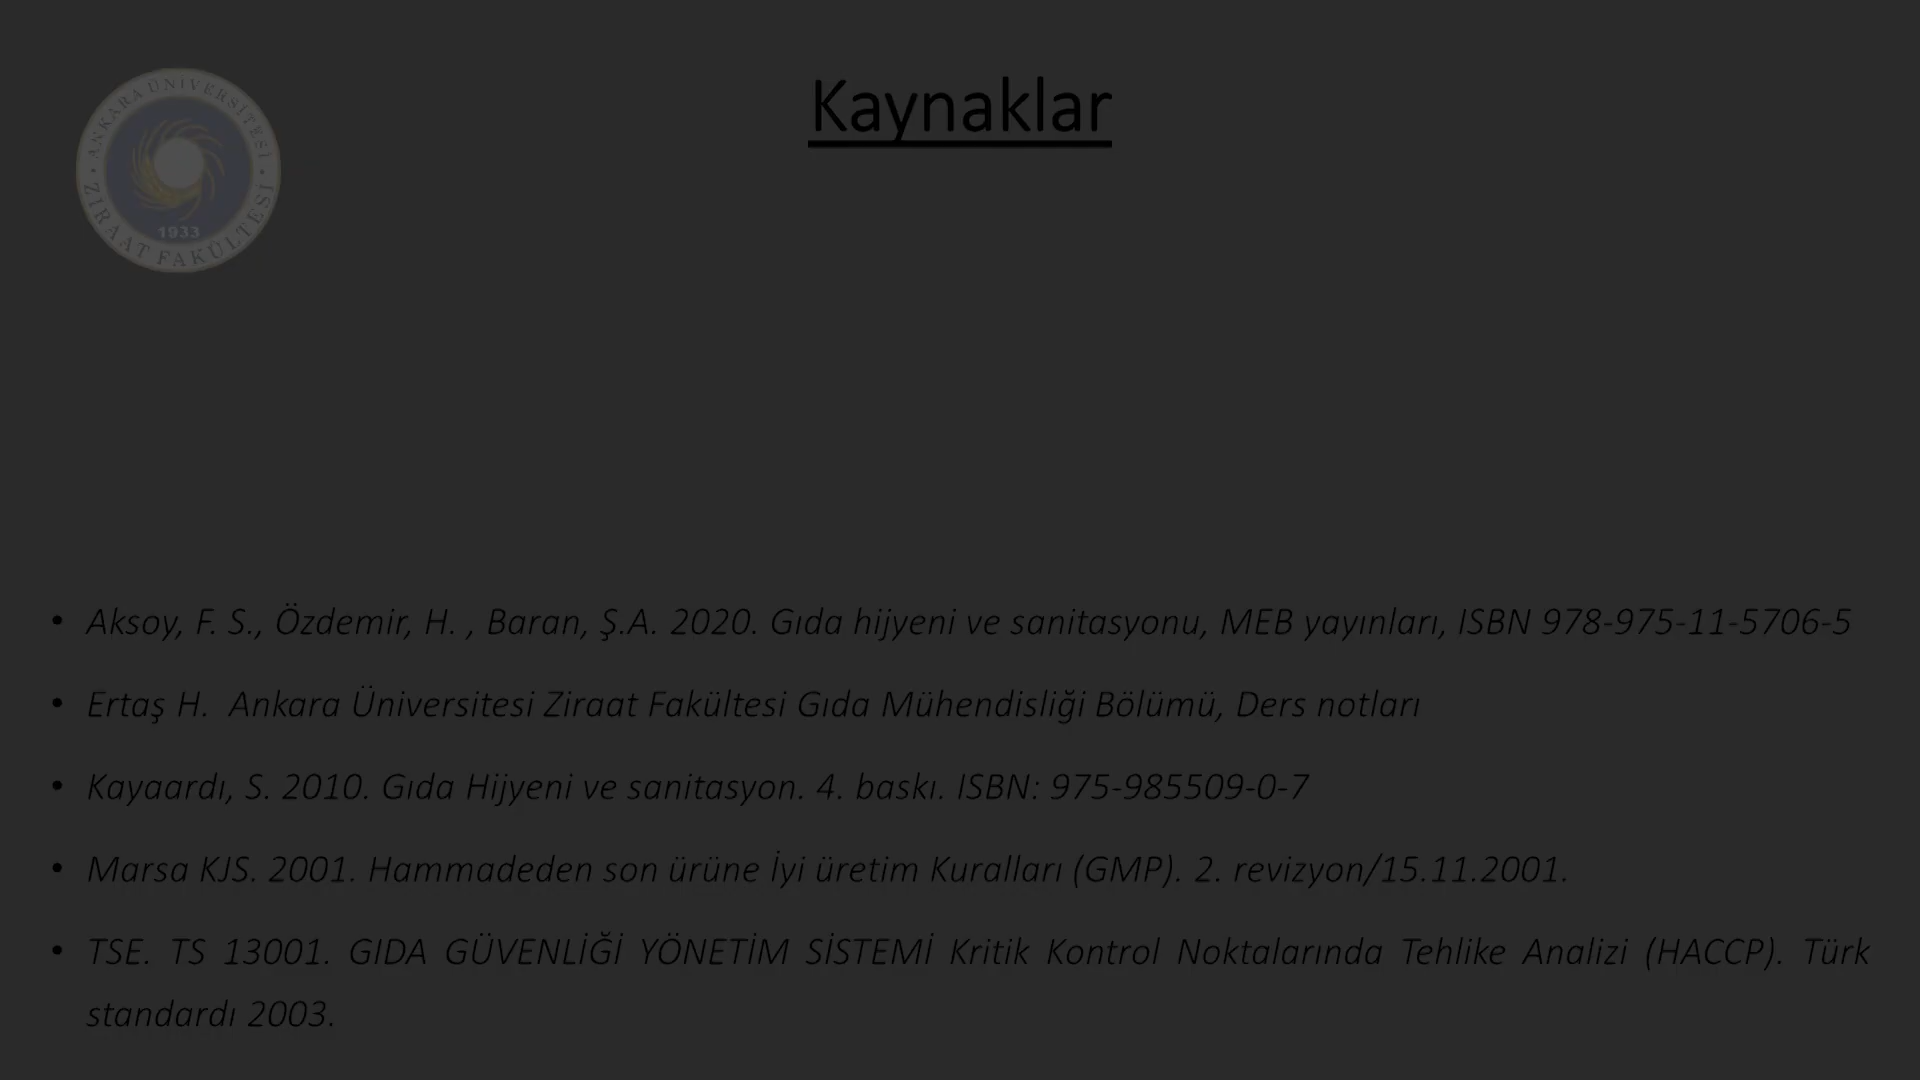 ANKARA ÜNİVERSİTESİ
1933
ZİRAAT FAKÜLTESİ
Kaynaklar
• Aksoy, F. S., Özdemir, H. , Baran, Ş.A. 2020. Gıda hijyeni ve sanitasyonu, MEB yayınları, ISBN 978-975-11-5706-5
• Ertaş H.  Ankara Üniversitesi Ziraat Fakültesi Gıda Mühendisliği Bölümü, Ders notları
• Kayaardı, S. 2010. Gıda Hijyeni ve sanitasyon. 4. baskı. ISBN: 975-985509-0-7
• Marsa KJS. 2001. Hammadeden son ürüne İyi üretim Kuralları (GMP). 2. revizyon/15.11.2001.
• TSE. TS 13001. GIDA GÜVENLİĞİ YÖNETİM SİSTEMİ Kritik Kontrol Noktalarında Tehlike Analizi (HACCP). Türk
standardı 2003.